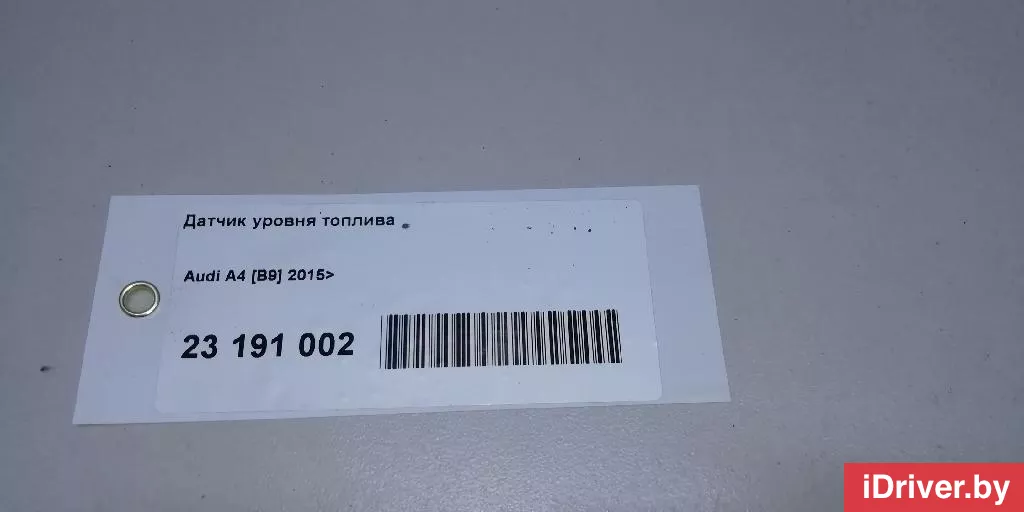 Датчик уровня топлива
Audi A4 [B9] 2015>
23 191 002
iDriver.by